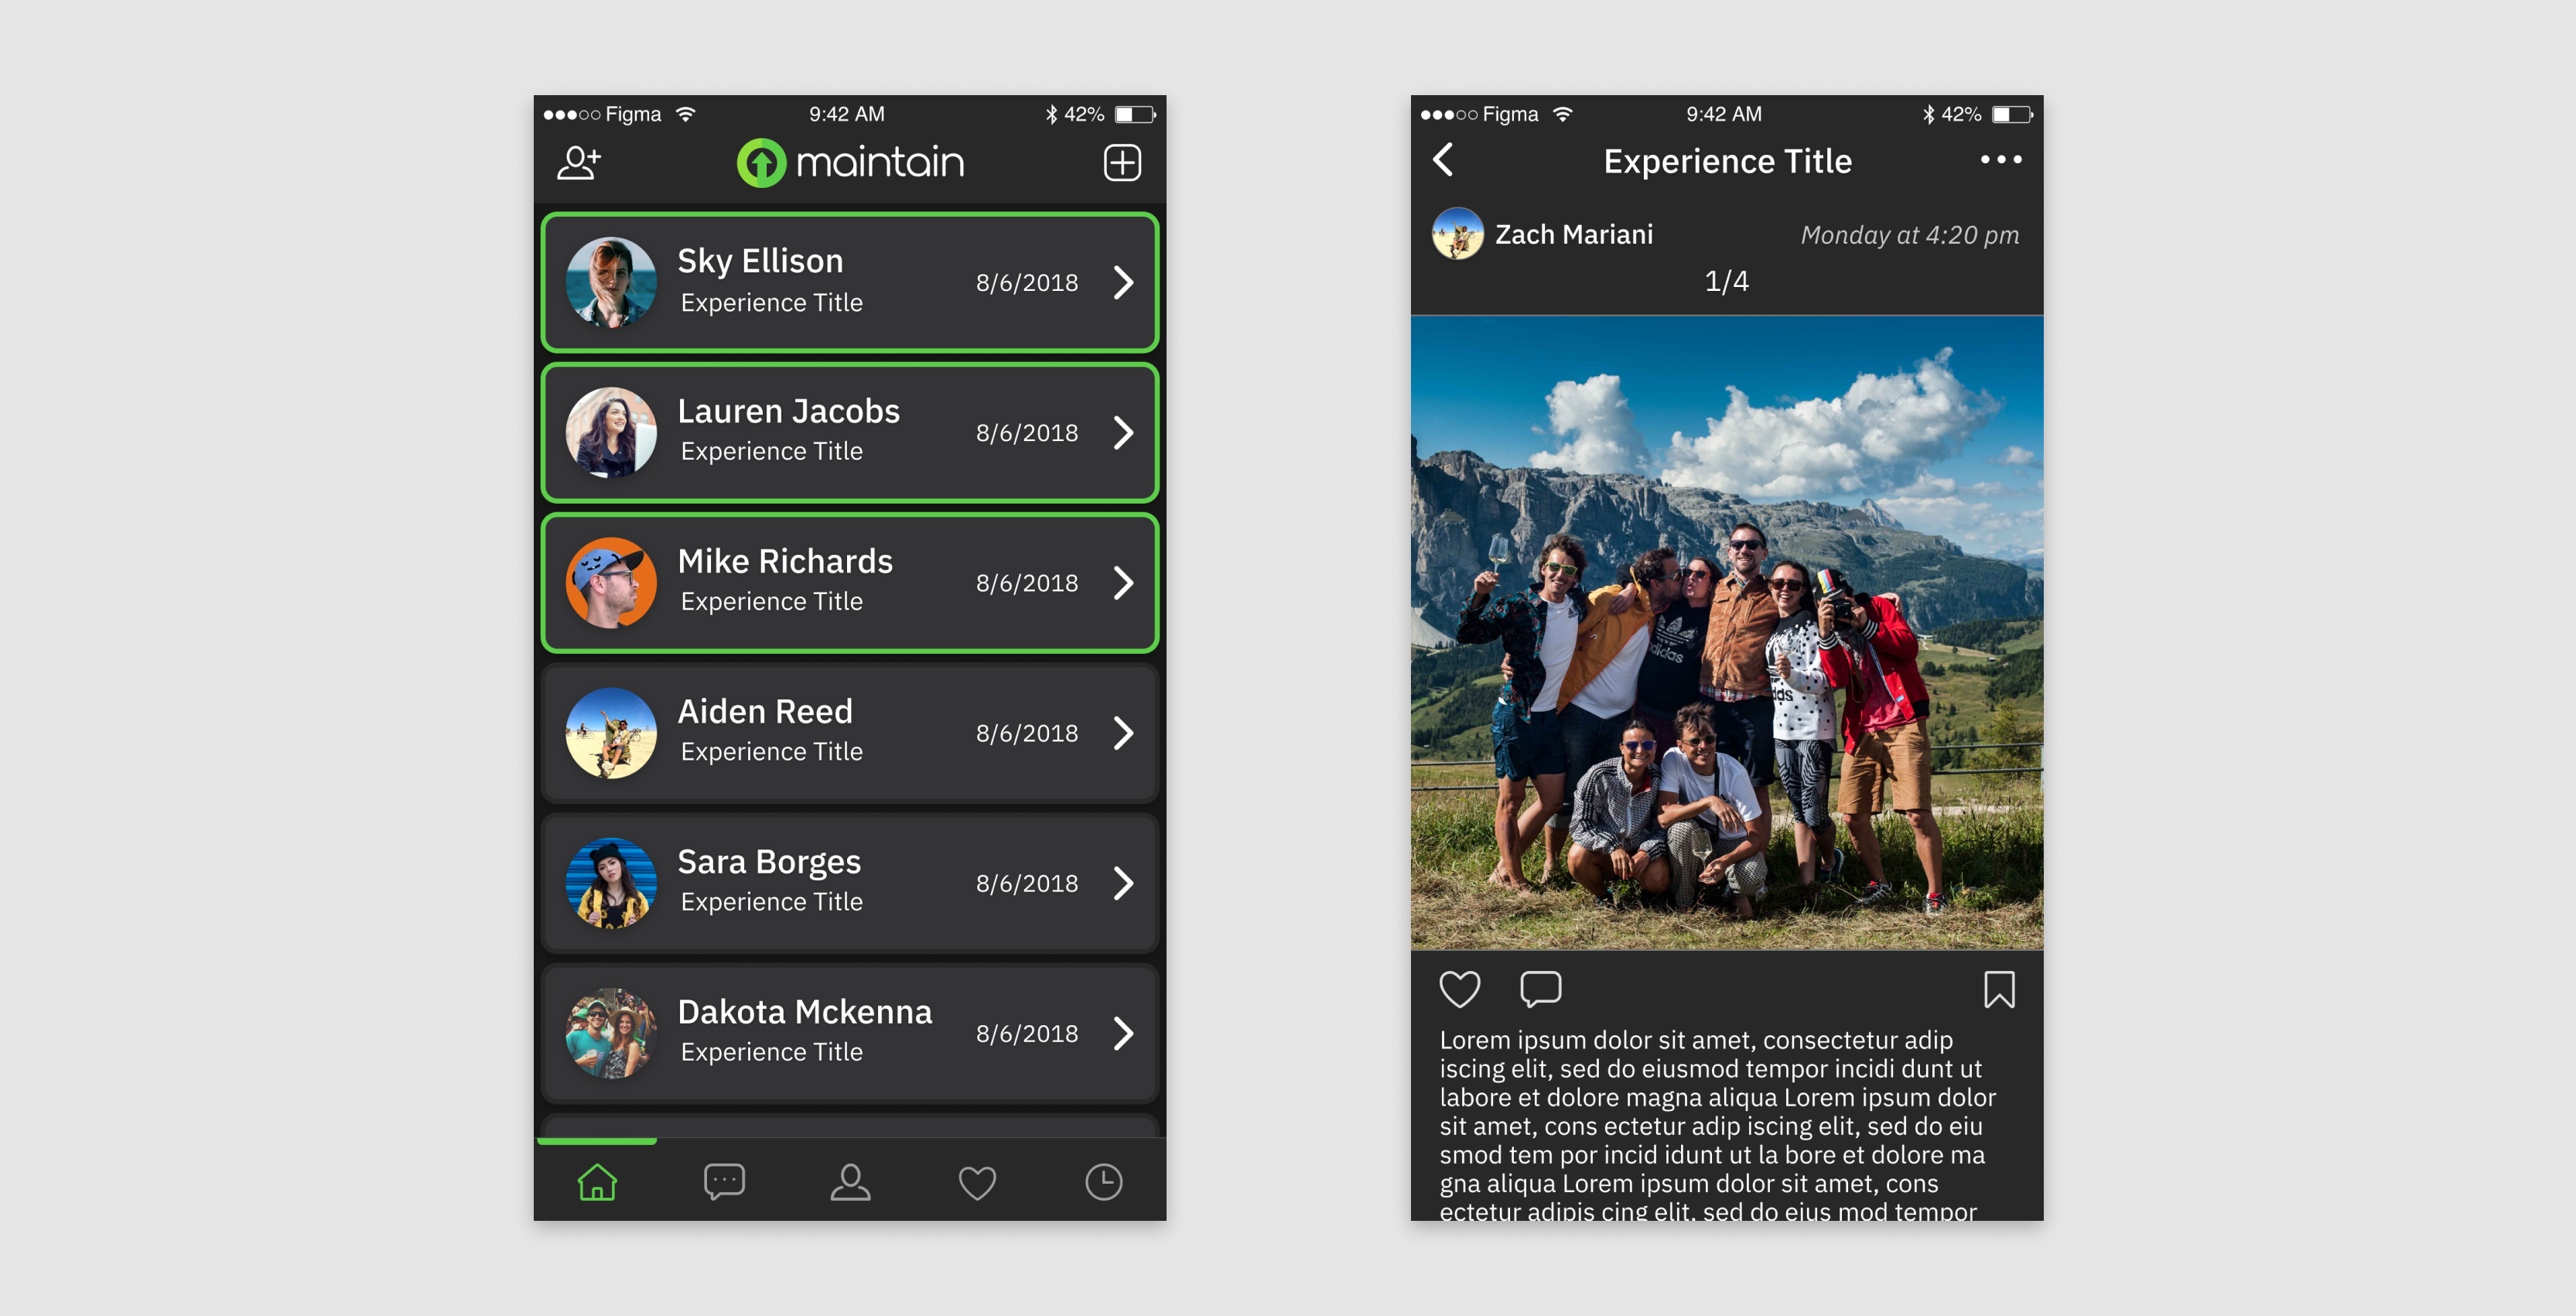 Figma 9:42 AM 42%
maintain
Sky Ellison
Experience Title
8/6/2018
Lauren Jacobs
Experience Title
8/6/2018
Mike Richards
Experience Title
8/6/2018
Aiden Reed
Experience Title
8/6/2018
Sara Borges
Experience Title
8/6/2018
Dakota Mckenna
Experience Title
8/6/2018
Figma 9:42 AM 42%
Experience Title
Zach Mariani
Monday at 4:20 pm
1/4
adidas
Lorem ipsum dolor sit amet, consectetur adip
iscing elit, sed do eiusmod tempor incidi dunt ut
labore et dolore magna aliqua Lorem ipsum dolor
sit amet, cons ectetur adip iscing elit, sed do eiu
smod tem por incid idunt ut la bore et dolore ma
gna aliqua Lorem ipsum dolor sit amet, cons
ectetur adipis cing elit, sed do eius mod tempor